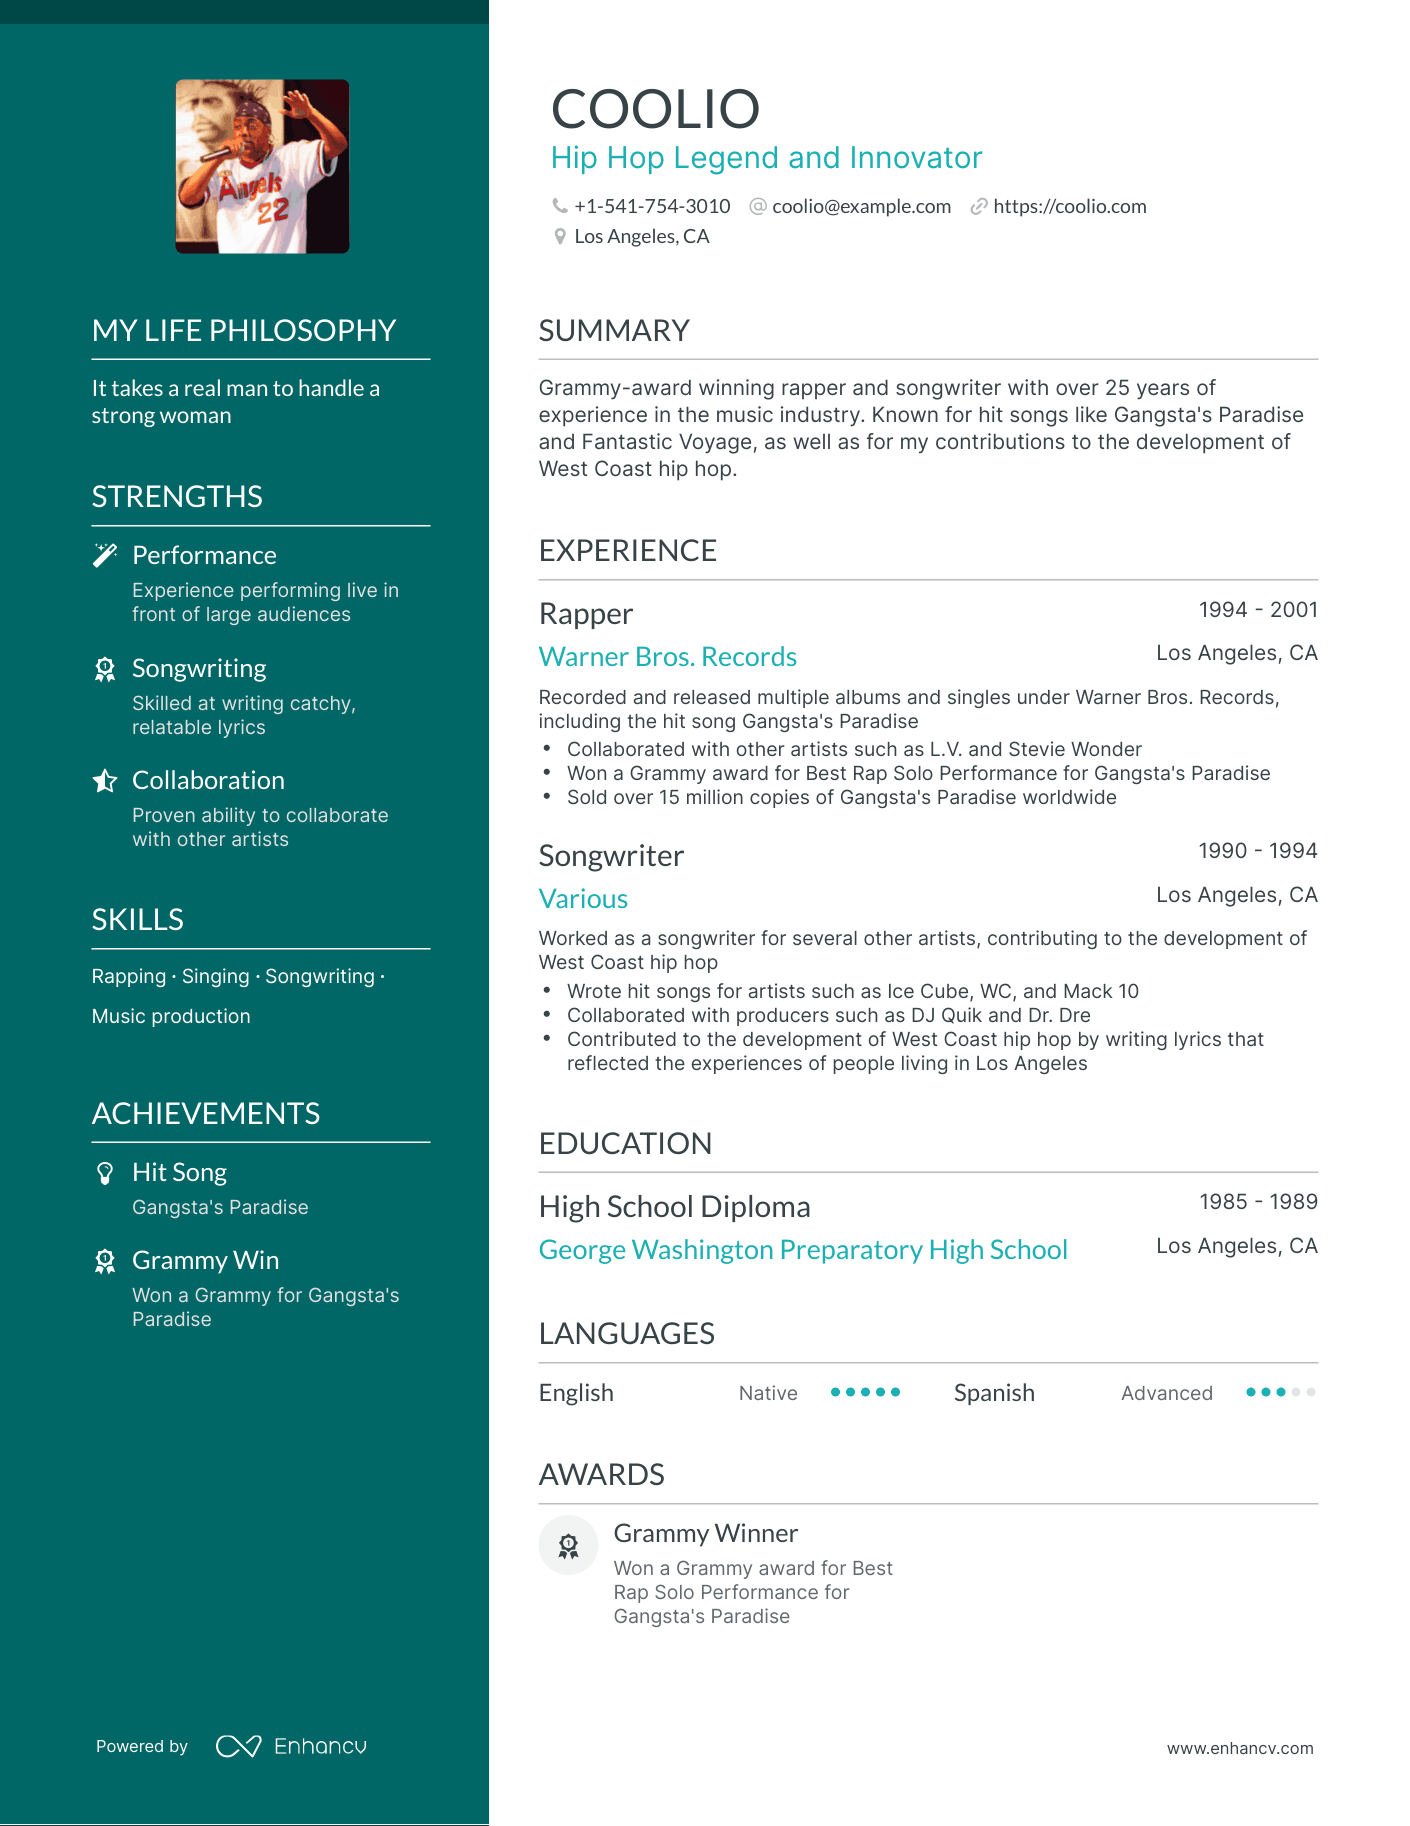 Angels
22
MY LIFE PHILOSOPHY
It takes a real man to handle a
strong woman
STRENGTHS
Performance
Experience performing live in
front of large audiences
Songwriting
Skilled at writing catchy,
relatable lyrics
Collaboration
Proven ability to collaborate
with other artists
SKILLS
Rapping · Singing · Songwriting ·
Music production
ACHIEVEMENTS
Hit Song
Gangsta's Paradise
Grammy Win
Won a Grammy for Gangsta's
Paradise
COOLIO
Hip Hop Legend and Innovator
+1-541-754-3010 @ coolio@example.com https://coolio.com
Los Angeles, CA
SUMMARY
Grammy-award winning rapper and songwriter with over 25 years of
experience in the music industry. Known for hit songs like Gangsta's Paradise
and Fantastic Voyage, as well as for my contributions to the development of
West Coast hip hop.
EXPERIENCE
Rapper 1994 - 2001
Warner Bros. Records Los Angeles, CA
Recorded and released multiple albums and singles under Warner Bros. Records,
including the hit song Gangsta's Paradise
• Collaborated with other artists such as L.V. and Stevie Wonder
• Won a Grammy award for Best Rap Solo Performance for Gangsta's Paradise
• Sold over 15 million copies of Gangsta's Paradise worldwide
Songwriter 1990 - 1994
Various Los Angeles, CA
Worked as a songwriter for several other artists, contributing to the development of
West Coast hip hop
• Wrote hit songs for artists such as Ice Cube, WC, and Mack 10
• Collaborated with producers such as DJ Quik and Dr. Dre
• Contributed to the development of West Coast hip hop by writing lyrics that
reflected the experiences of people living in Los Angeles
EDUCATION
High School Diploma 1985 - 1989
George Washington Preparatory High School Los Angeles, CA
LANGUAGES
English Native Spanish Advanced
AWARDS
Grammy Winner
Won a Grammy award for Best
Rap Solo Performance for
Gangsta's Paradise
Powered by Enhancv
www.enhancv.com